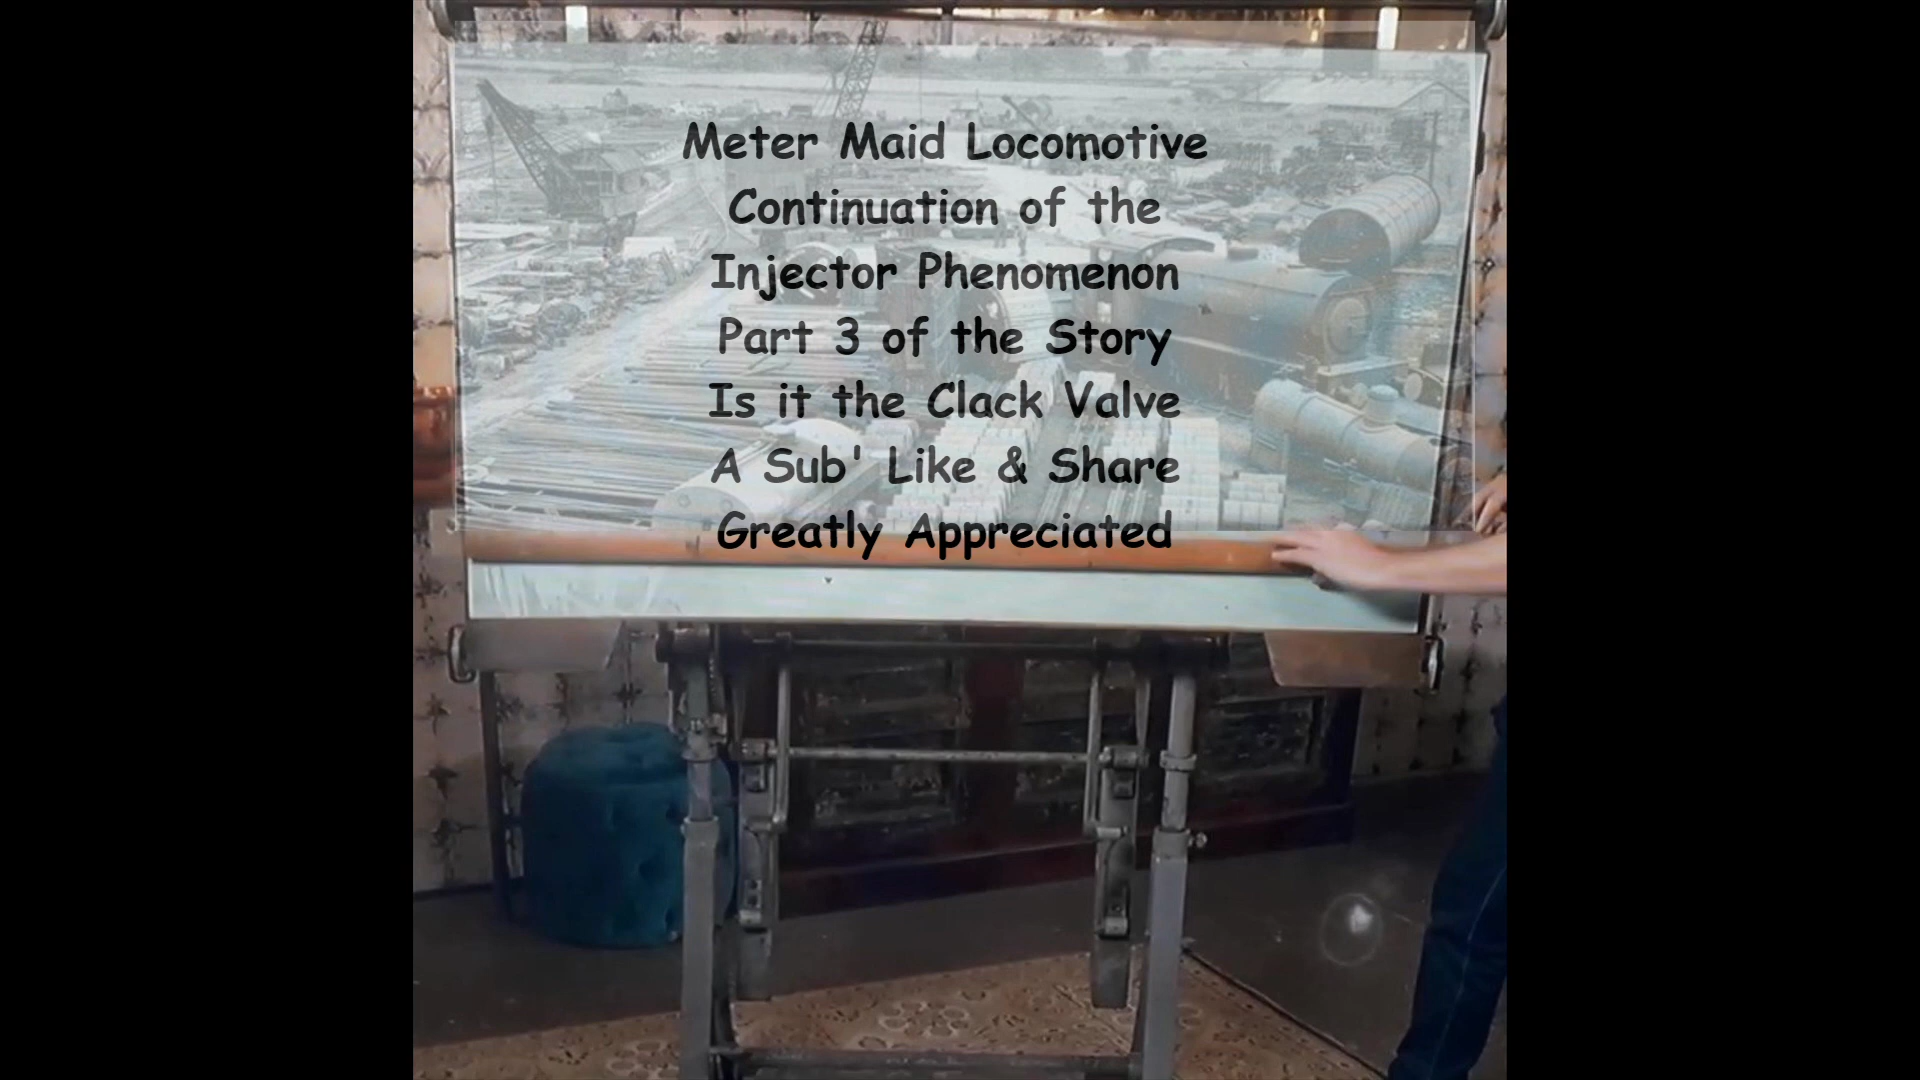 Meter Maid Locomotive
Continuation of the
Injector Phenomenon
Part 3 of the Story
Is it the Clack Valve
A Sub' Like & Share
Greatly Appreciated